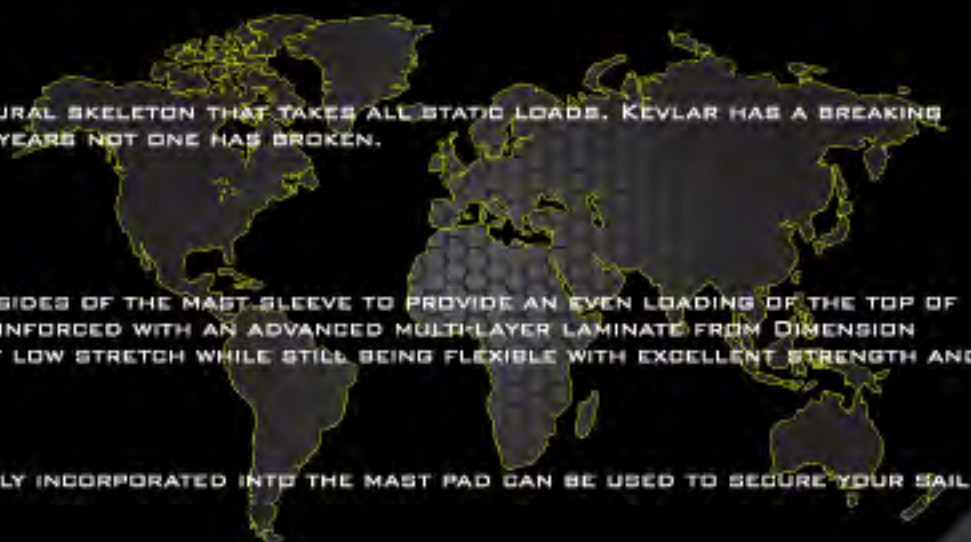 URAL SKELETON THAT TAKES ALL STATIC LOADS. KEVLAR HAS A BREAKING
YEARS NOT ONE HAS BROKEN.
SIDES OF THE MAST SLEEVE TO PROVIDE AN EVEN LOADING OF THE TOP OF
INFORCED WITH AN ADVANCED MULTI-LAYER LAMINATE FROM DIMENSION
LOW STRETCH WHILE STILL BEING FLEXIBLE WITH EXCELLENT STRENGTH AND
LY INCORPORATED INTO THE MAST PAD CAN BE USED TO SECURE YOUR SAIL